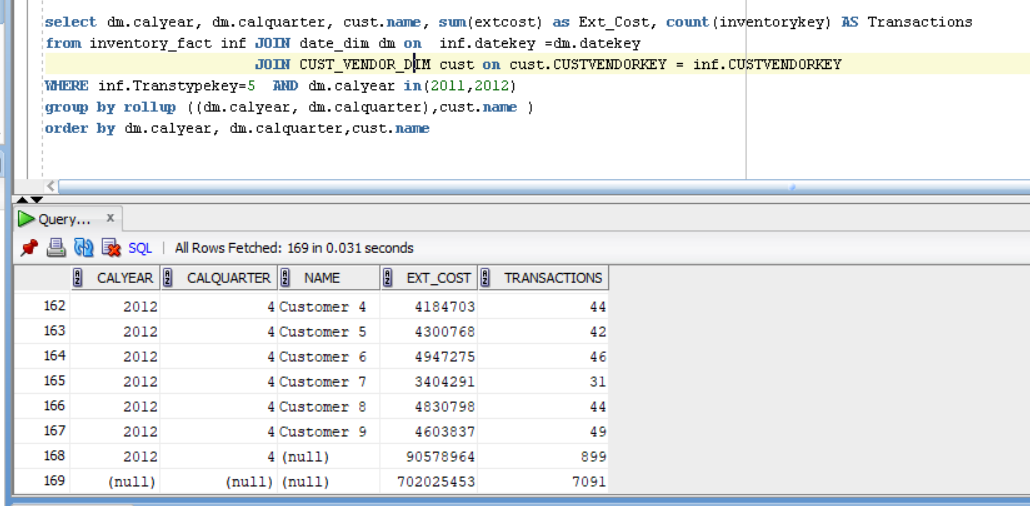 select dm.calyear, dm.calquarter, cust.name, sum(extcost) as Ext_Cost, count(inventorykey) AS Transactions
from inventory_fact inf JOIN date_dim dm on  inf.datekey =dm.datekey
JOIN CUST_VENDOR_DIM cust on cust.CUSTVENDORKEY = inf.CUSTVENDORKEY
WHERE inf.Transtypekey=5  AND dm.calyear in(2011,2012)
group by rollup ((dm.calyear, dm.calquarter),cust.name )
order by dm.calyear, dm.calquarter,cust.name
Query... x
SQL | All Rows Fetched: 169 in 0.031 seconds
CALYEAR CALQUARTER NAME EXT_COST TRANSACTIONS
162 2012 4 Customer 4 4184703 44
163 2012 4 Customer 5 4300768 42
164 2012 4 Customer 6 4947275 46
165 2012 4 Customer 7 3404291 31
166 2012 4 Customer 8 4830798 44
167 2012 4 Customer 9 4603837 49
168 2012 4 (null) 90578964 899
169 (null) (null) (null) 702025453 7091